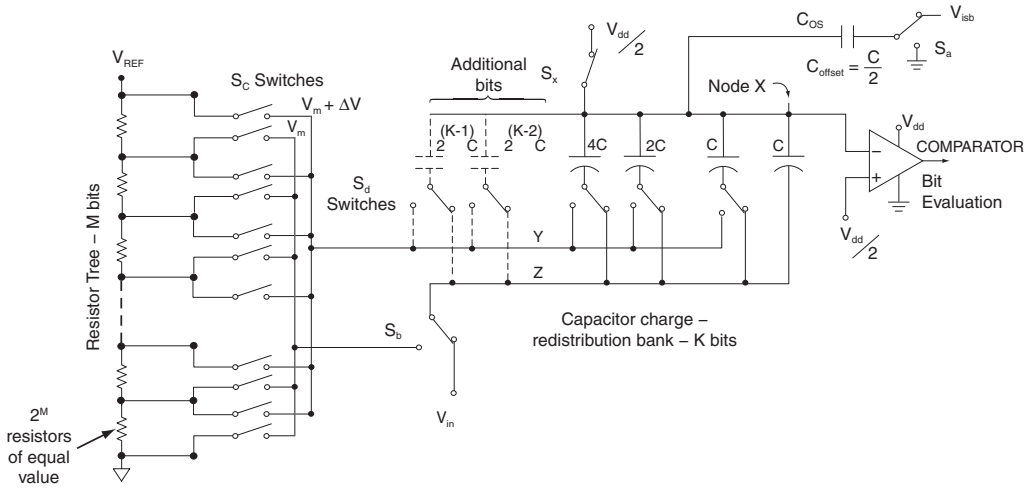 V_REF
S_C Switches
V_m + ΔV
V_m
Resistor Tree – M bits
2^M
resistors
of equal
value
S_d
Switches
S_b
V_in
Additional
bits
2^(K-1) C
2^(K-2) C
4C
2C
C
C
S_x
V_dd/2
Y
Z
Capacitor charge –
redistribution bank – K bits
Node X
C_OS
C_offset = C/2
V_isb
S_a
V_dd
–
+
COMPARATOR
Bit
Evaluation
V_dd/2